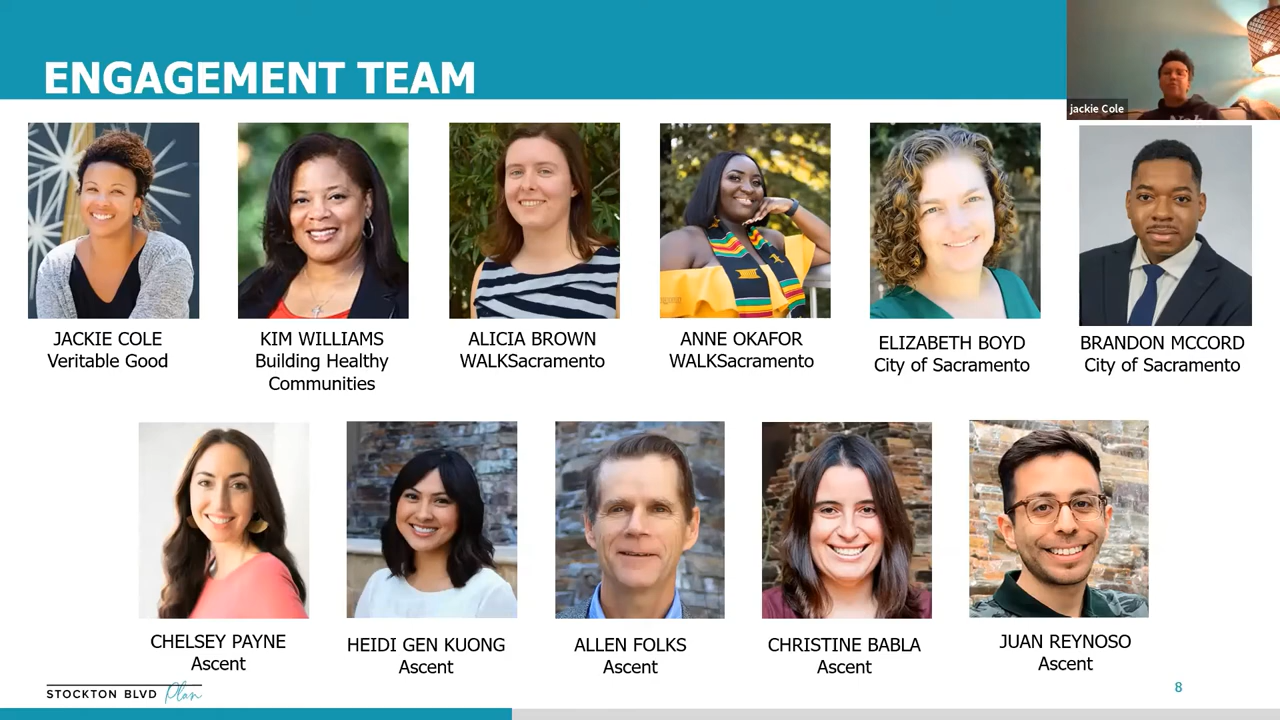 ENGAGEMENT TEAM
jackie Cole
JACKIE COLE
Veritable Good
KIM WILLIAMS
Building Healthy
Communities
ALICIA BROWN
WALKSacramento
ANNE OKAFOR
WALKSacramento
ELIZABETH BOYD
City of Sacramento
BRANDON MCCORD
City of Sacramento
CHELSEY PAYNE
Ascent
HEIDI GEN KUONG
Ascent
ALLEN FOLKS
Ascent
CHRISTINE BABLA
Ascent
JUAN REYNOSO
Ascent
STOCKTON BLVD Plan
8